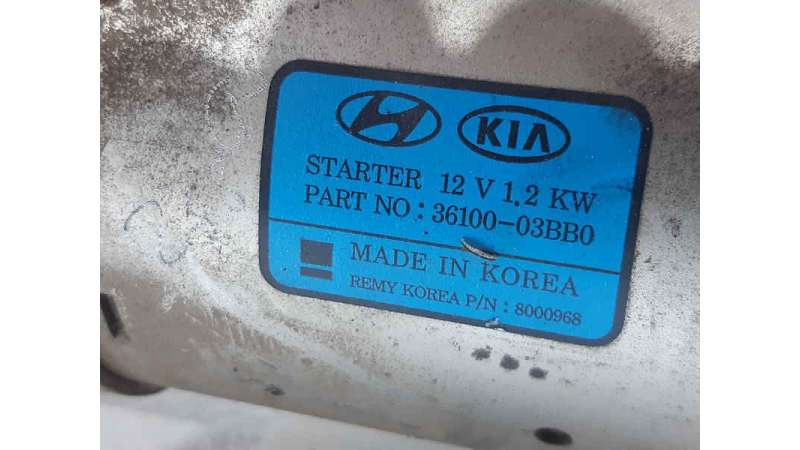 KIA
STARTER 12 V 1.2 KW
PART NO : 36100-03BB0
MADE IN KOREA
REMY KOREA P/N : 8000968